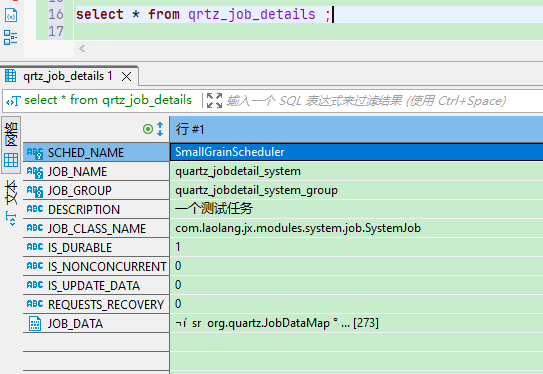 16 select * from qrtz_job_details ;
17
qrtz_job_details 1
select * from qrtz_job_details 输入一个 SQL 表达式来过滤结果 (使用 Ctrl+Space)
网格
文本
行 #1
SCHED_NAME SmallGrainScheduler
JOB_NAME quartz_jobdetail_system
JOB_GROUP quartz_jobdetail_system_group
DESCRIPTION 一个测试任务
JOB_CLASS_NAME com.laolang.jx.modules.system.job.SystemJob
IS_DURABLE 1
IS_NONCONCURRENT 0
IS_UPDATE_DATA 0
REQUESTS_RECOVERY 0
JOB_DATA ¬í sr org.quartz.JobDataMap ° ... [273]